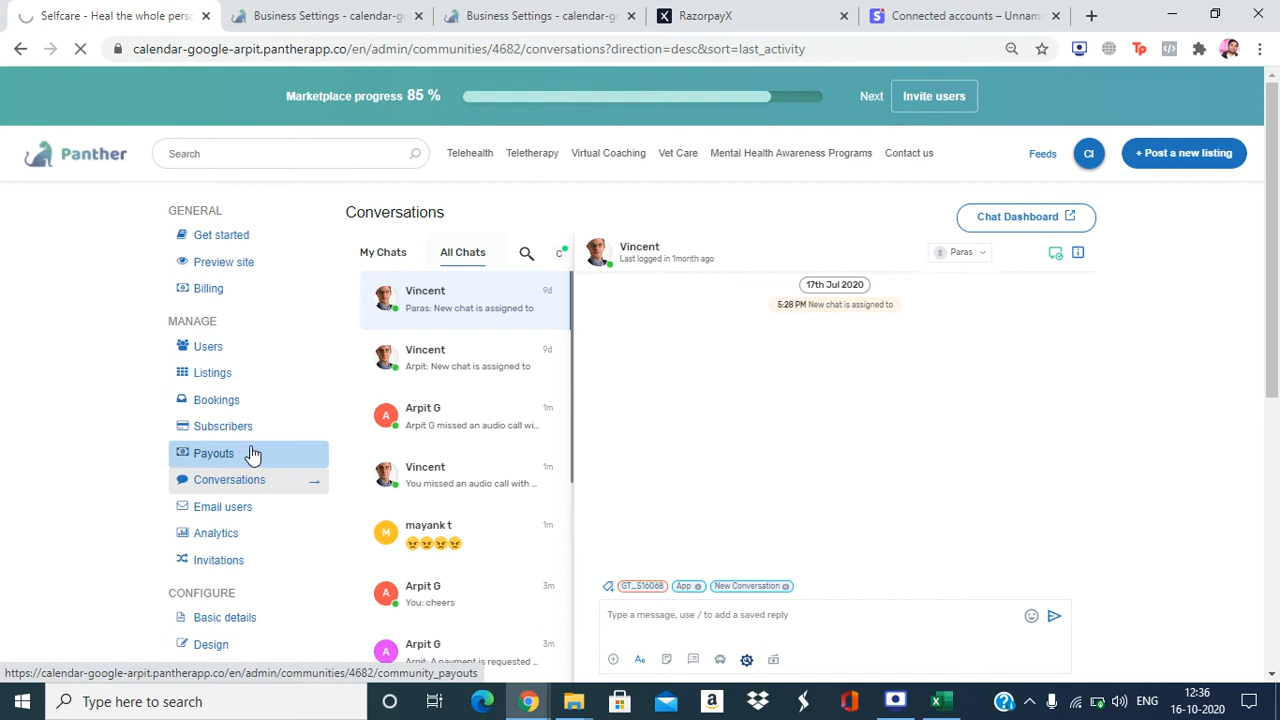 Selfcare - Heal the whole pers
Business Settings - calendar-g
Business Settings - calendar-g
RazorpayX
Connected accounts – Unnam
calendar-google-arpit.pantherapp.co/en/admin/communities/4682/conversations?direction=desc&sort=last_activity
Marketplace progress 85 %
Next
Invite users
Panther
Search
Telehealth
Teletherapy
Virtual Coaching
Vet Care
Mental Health Awareness Programs
Contact us
Feeds
CI
+ Post a new listing
GENERAL
Get started
Preview site
Billing
MANAGE
Users
Listings
Bookings
Subscribers
Payouts
Conversations
Email users
Analytics
Invitations
CONFIGURE
Basic details
Design
Conversations
Chat Dashboard
My Chats
All Chats
Vincent
9d
Paras: New chat is assigned to
Vincent
9d
Arpit: New chat is assigned to
A
Arpit G
1m
Arpit G missed an audio call wi...
Vincent
1m
You missed an audio call with ...
M
mayank t
1m
A
Arpit G
3m
You: cheers
A
Arpit G
3m
Arpit: A payment is requested ...
Vincent
Last logged in 1month ago
Paras
17th Jul 2020
5:28 PM New chat is assigned to
GT_516068
App
New Conversation
Type a message, use / to add a saved reply
https://calendar-google-arpit.pantherapp.co/en/admin/communities/4682/community_payouts
Type here to search
ENG
12:36
16-10-2020